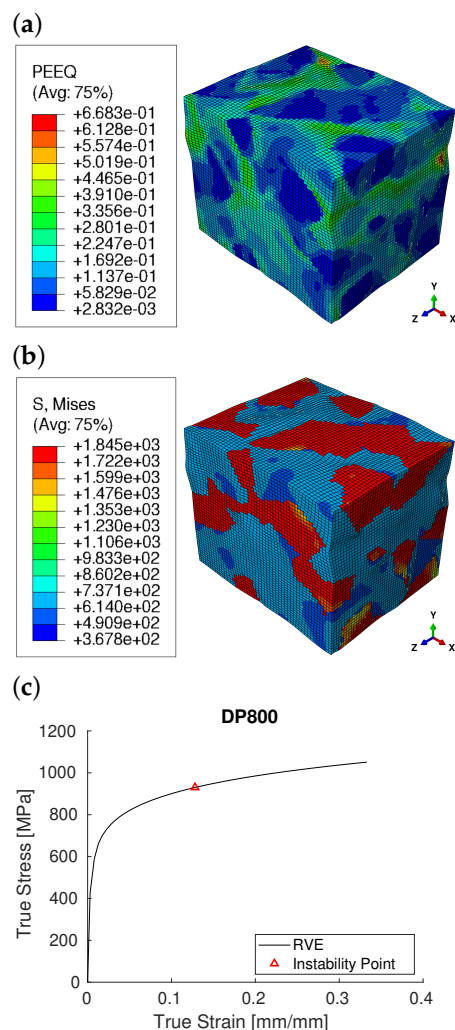 (a)
PEEQ
(Avg: 75%)
+6.683e-01
+6.128e-01
+5.574e-01
+5.019e-01
+4.465e-01
+3.910e-01
+3.356e-01
+2.801e-01
+2.247e-01
+1.692e-01
+1.137e-01
+5.829e-02
+2.832e-03
Y
Z X
(b)
S, Mises
(Avg: 75%)
+1.845e+03
+1.722e+03
+1.599e+03
+1.476e+03
+1.353e+03
+1.230e+03
+1.106e+03
+9.833e+02
+8.602e+02
+7.371e+02
+6.140e+02
+4.909e+02
+3.678e+02
Y
Z X
(c)
DP800
1200
1000
800
600
400
200
0
True Stress [MPa]
RVE
Instability Point
0 0.1 0.2 0.3 0.4
True Strain [mm/mm]